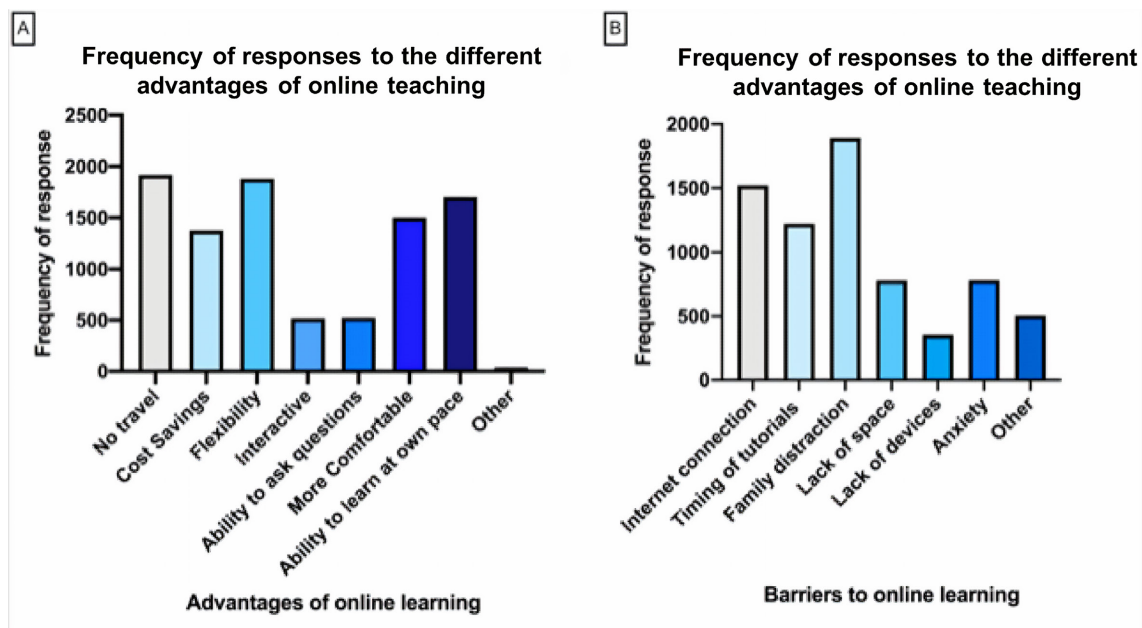 A
Frequency of responses to the different
advantages of online teaching
2500
2000
1500
1000
500
0
Frequency of response
No travel
Cost Savings
Flexibility
Interactive
Ability to ask questions
More Comfortable
Ability to learn at own pace
Other
Advantages of online learning
B
Frequency of responses to the different
advantages of online teaching
2000
1500
1000
500
0
Frequency of response
Internet connection
Timing of tutorials
Family distraction
Lack of space
Lack of devices
Anxiety
Other
Barriers to online learning